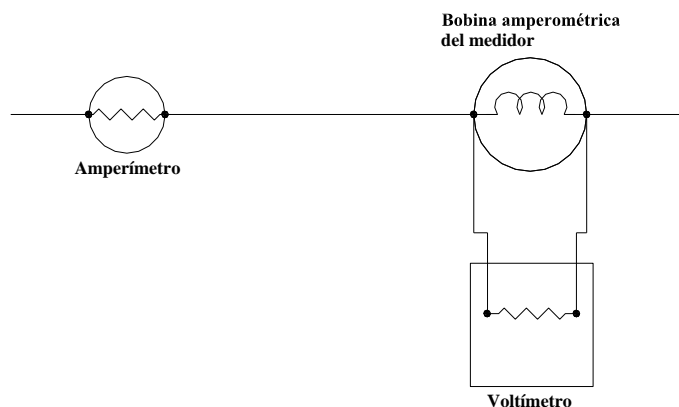 Bobina amperométrica
del medidor
Amperímetro
Voltímetro